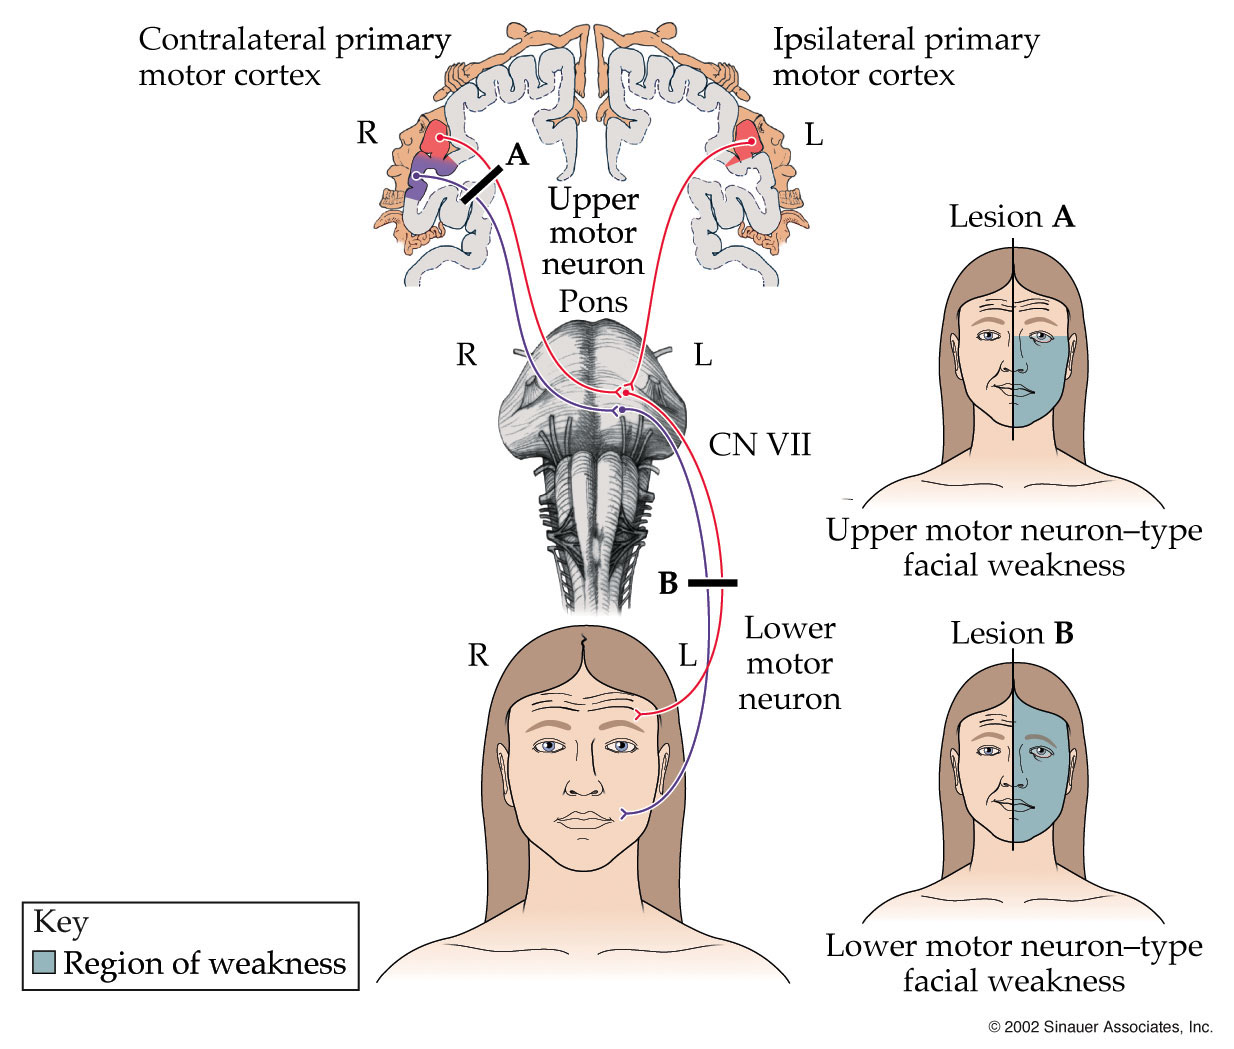 Contralateral primary
motor cortex
Ipsilateral primary
motor cortex
R
L
A
Upper
motor
neuron
Pons
R
L
CN VII
B
Lower
motor
neuron
R
L
Lesion A
Upper motor neuron–type
facial weakness
Lesion B
Lower motor neuron–type
facial weakness
Key
Region of weakness
© 2002 Sinauer Associates, Inc.